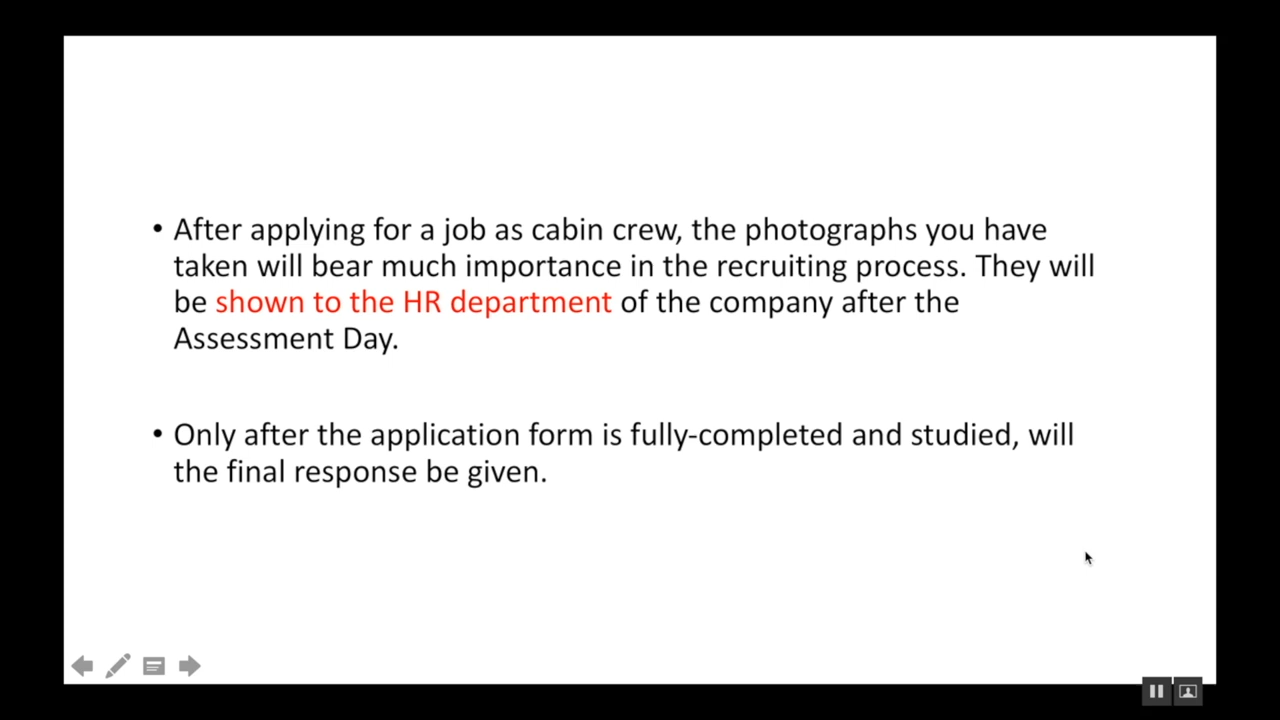 • After applying for a job as cabin crew, the photographs you have
taken will bear much importance in the recruiting process. They will
be shown to the HR department of the company after the
Assessment Day.
• Only after the application form is fully-completed and studied, will
the final response be given.